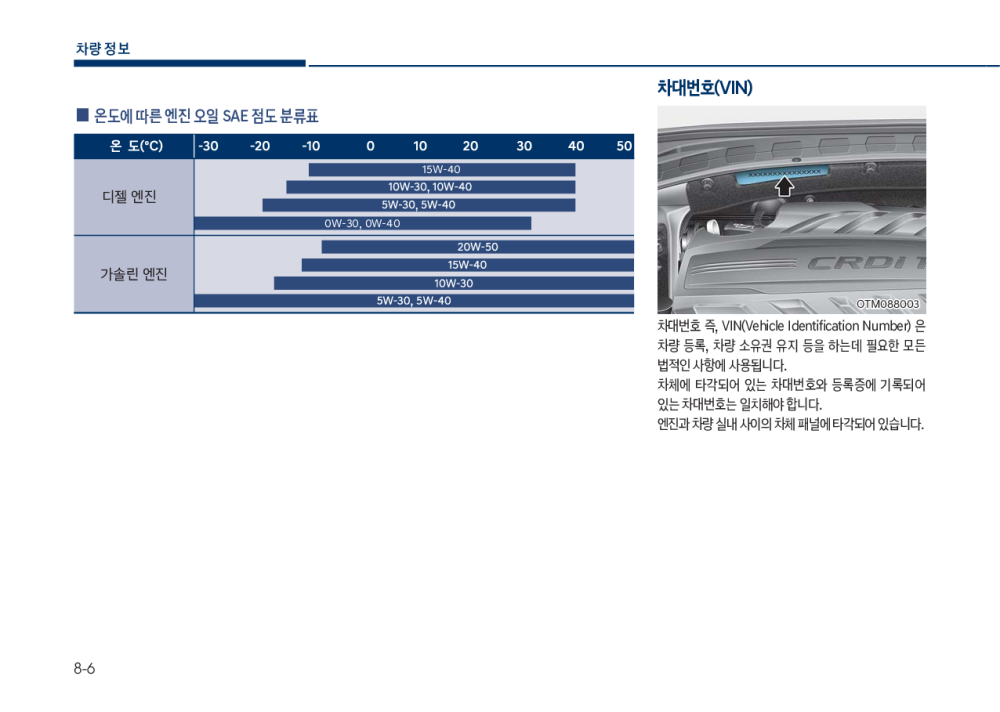 차량 정보
■ 온도에 따른 엔진 오일 SAE 점도 분류표
온 도(°C) -30 -20 -10 0 10 20 30 40 50
디젤 엔진
15W-40
10W-30, 10W-40
5W-30, 5W-40
0W-30, 0W-40
가솔린 엔진
20W-50
15W-40
10W-30
5W-30, 5W-40
차대번호(VIN)
×××××××××××××××××
CRDI T
OTM088003
차대번호 즉, VIN(Vehicle Identification Number) 은
차량 등록, 차량 소유권 유지 등을 하는데 필요한 모든
법적인 사항에 사용됩니다.
차체에 타각되어 있는 차대번호와 등록증에 기록되어
있는 차대번호는 일치해야 합니다.
엔진과 차량 실내 사이의 차체 패널에 타각되어 있습니다.
8-6